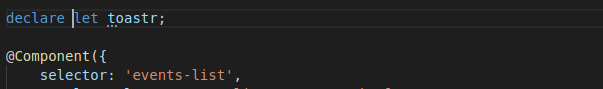 declare let toastr;
@Component({
selector: 'events-list',